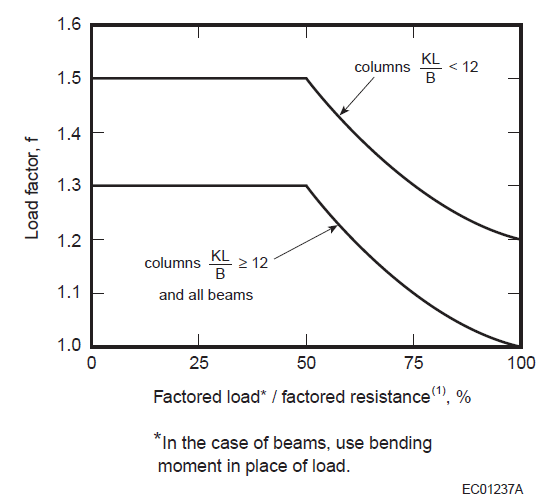 1.6
1.5
1.4
1.3
1.2
1.1
1.0
Load factor, f
columns KL/B < 12
columns KL/B ≥ 12
and all beams
0 25 50 75 100
Factored load* / factored resistance(1), %
*In the case of beams, use bending
moment in place of load.
EC01237A